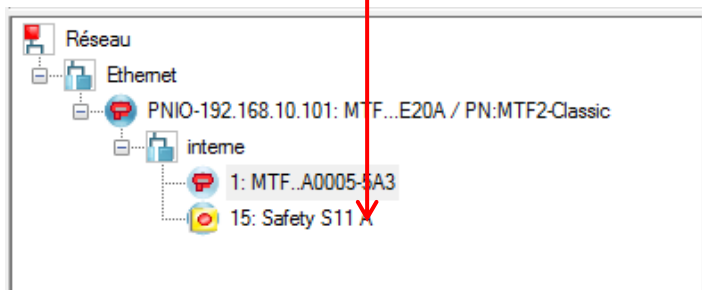 Réseau
Ethernet
PNIO-192.168.10.101: MTF...E20A / PN:MTF2-Classic
interne
1: MTF..A0005-5A3
15: Safety S11 A